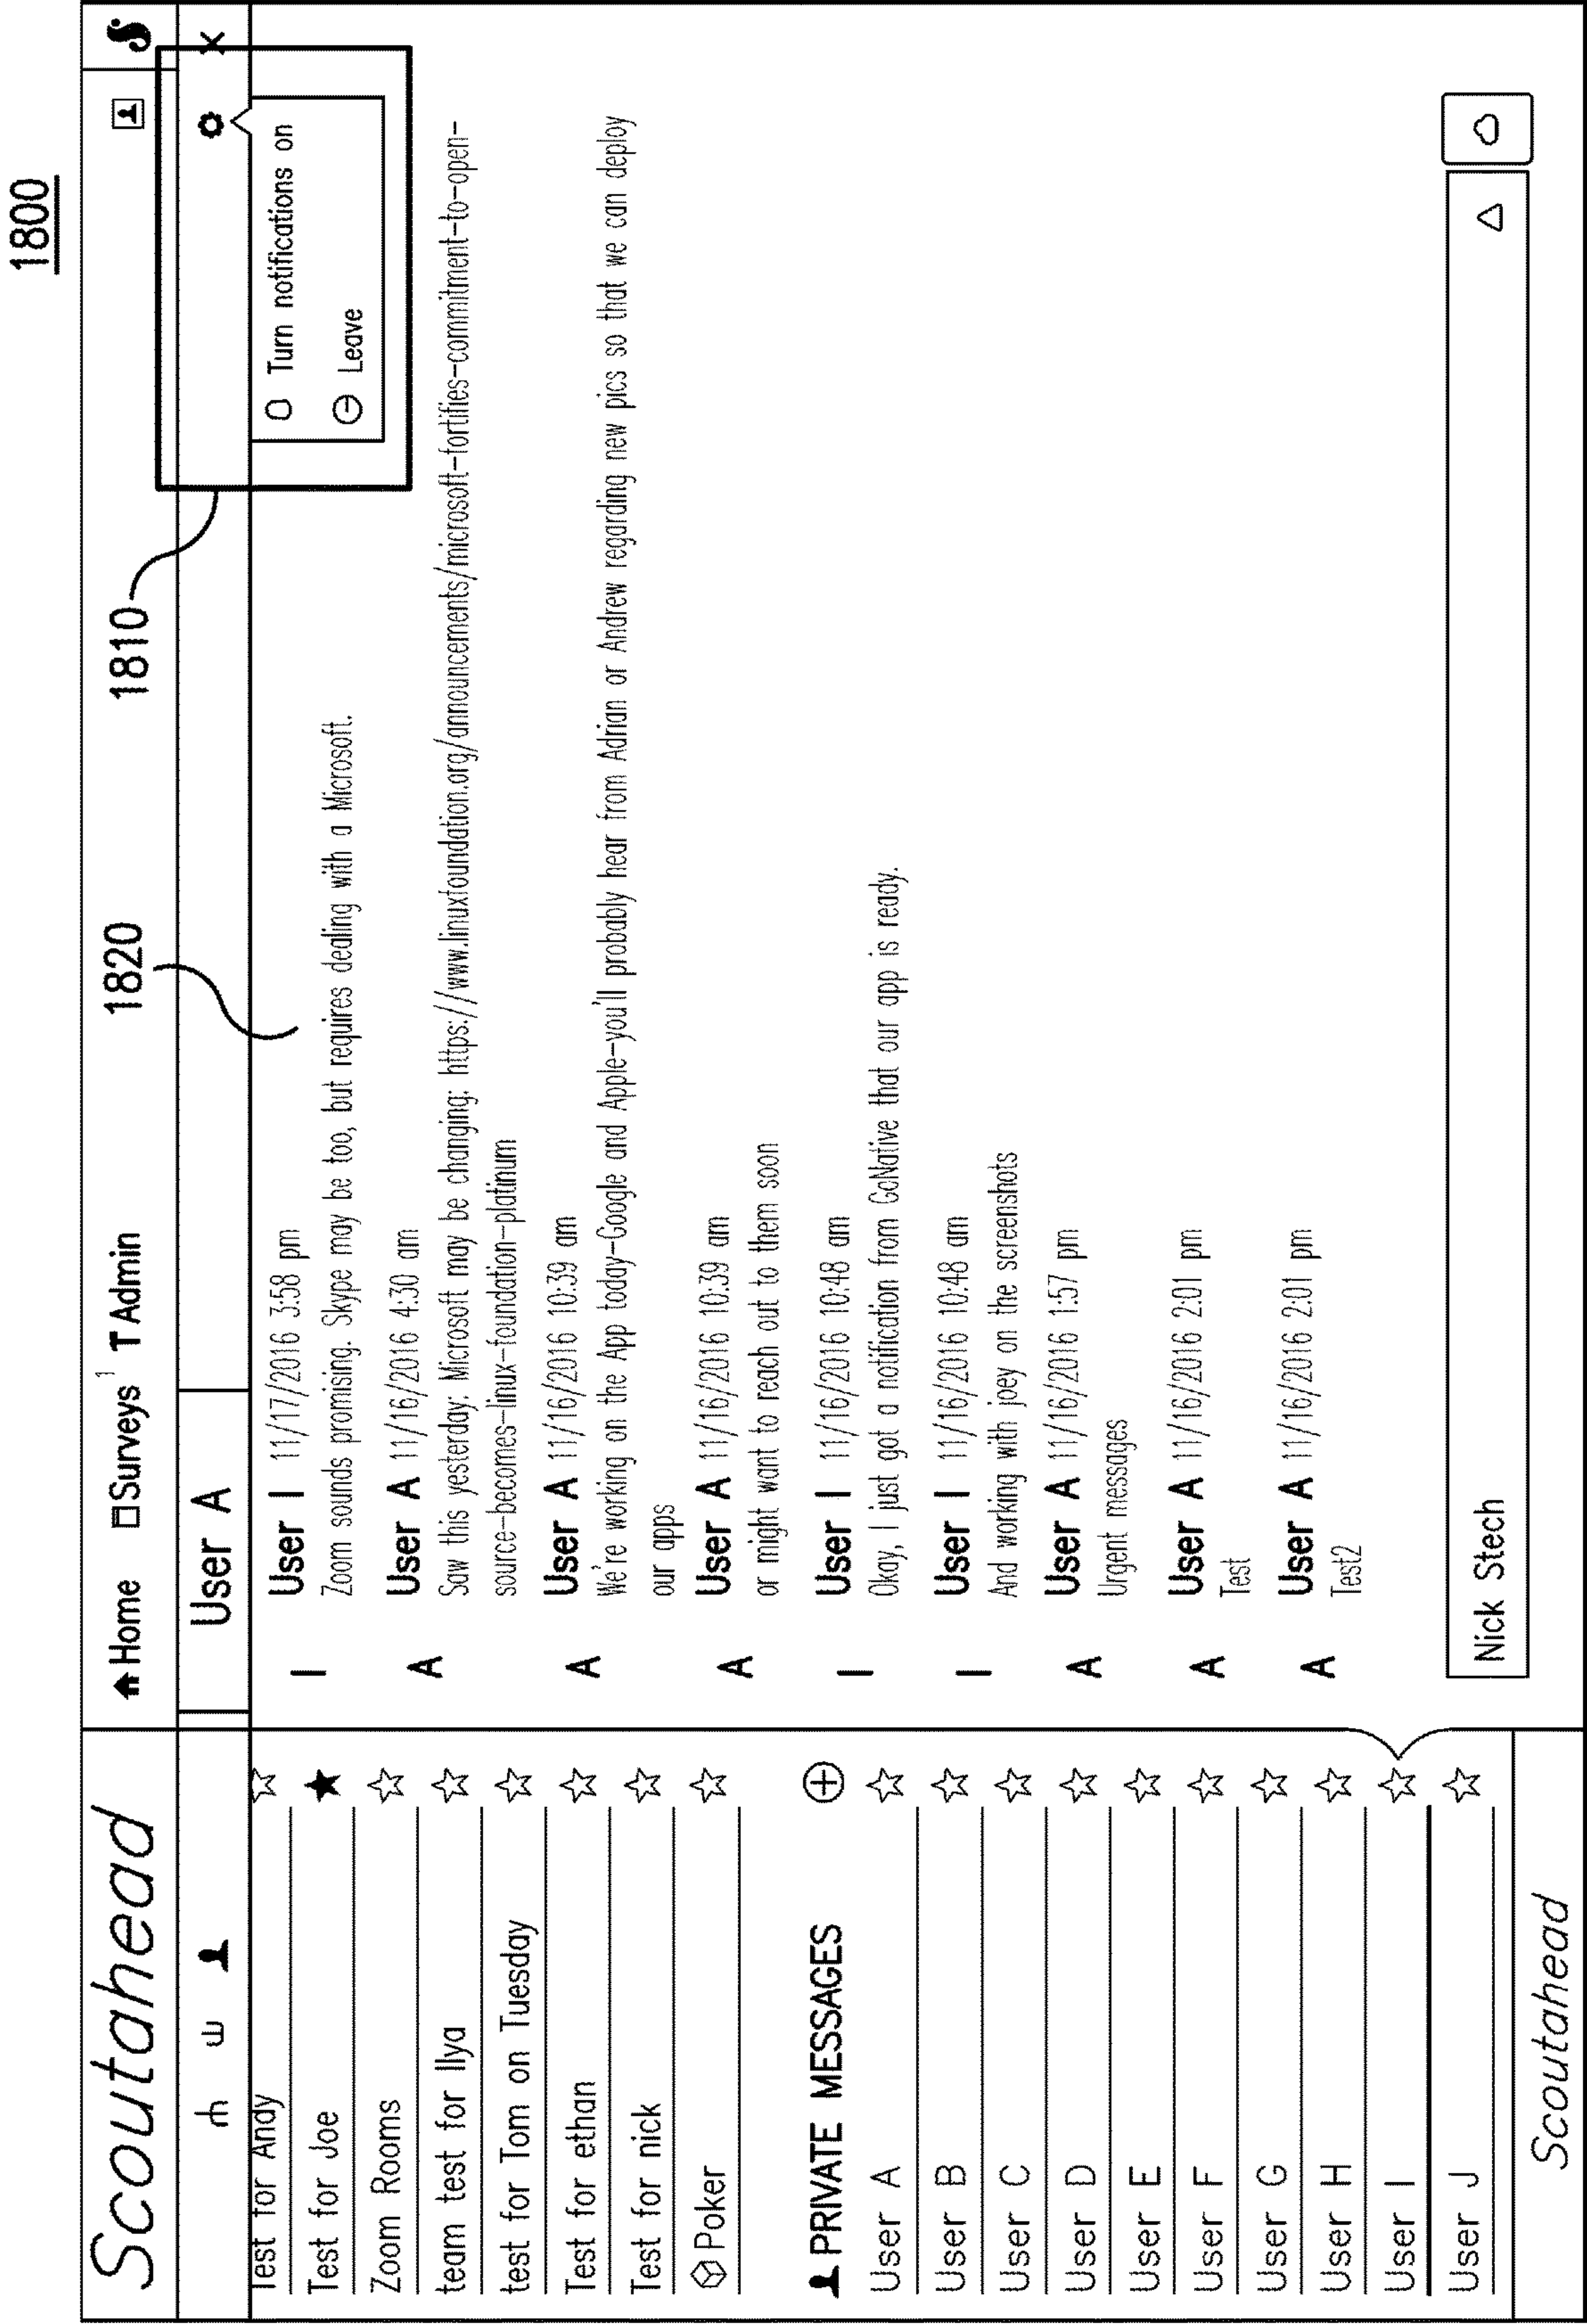 1800
1820
1810
Scoutahead
Home
Surveys 1
T Admin
User A
Test for Andy
Test for Joe
Zoom Rooms
team test for Ilya
test for Tom on Tuesday
Test for ethan
Test for nick
Poker
PRIVATE MESSAGES
User A
User B
User C
User D
User E
User F
User G
User H
User I
User J
Scoutahead
Turn notifications on
Leave
I User I 11/17/2016 3:58 pm
Zoom sounds promising. Skype may be too, but requires dealing with a Microsoft.
A User A 11/16/2016 4:30 am
Saw this yesterday: Microsoft may be changing: https://www.linuxfoundation.org/announcements/microsoft-fortifies-commitment-to-open-
source-becomes-linux-foundation-platinum
A User A 11/16/2016 10:39 am
We're working on the App today-Google and Apple-you'll probably hear from Adrian or Andrew regarding new pics so that we can deploy
our apps
A User A 11/16/2016 10:39 am
or might want to reach out to them soon
I User I 11/16/2016 10:48 am
Okay, I just got a notification from GoNative that our app is ready.
I User I 11/16/2016 10:48 am
And working with joey on the screenshots
A User A 11/16/2016 1:57 pm
Urgent messages
A User A 11/16/2016 2:01 pm
Test
A User A 11/16/2016 2:01 pm
Test2
Nick Stech